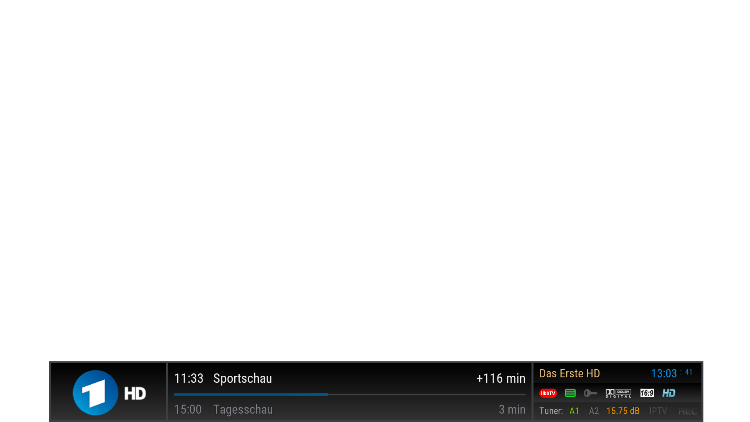 1 HD
11:33 Sportschau +116 min
15:00 Tagesschau 3 min
Das Erste HD 13:03 41
HbbTV DOLBY DIGITAL 16:9 HD
Tuner: A1 A2 15.75 dB IPTV REC